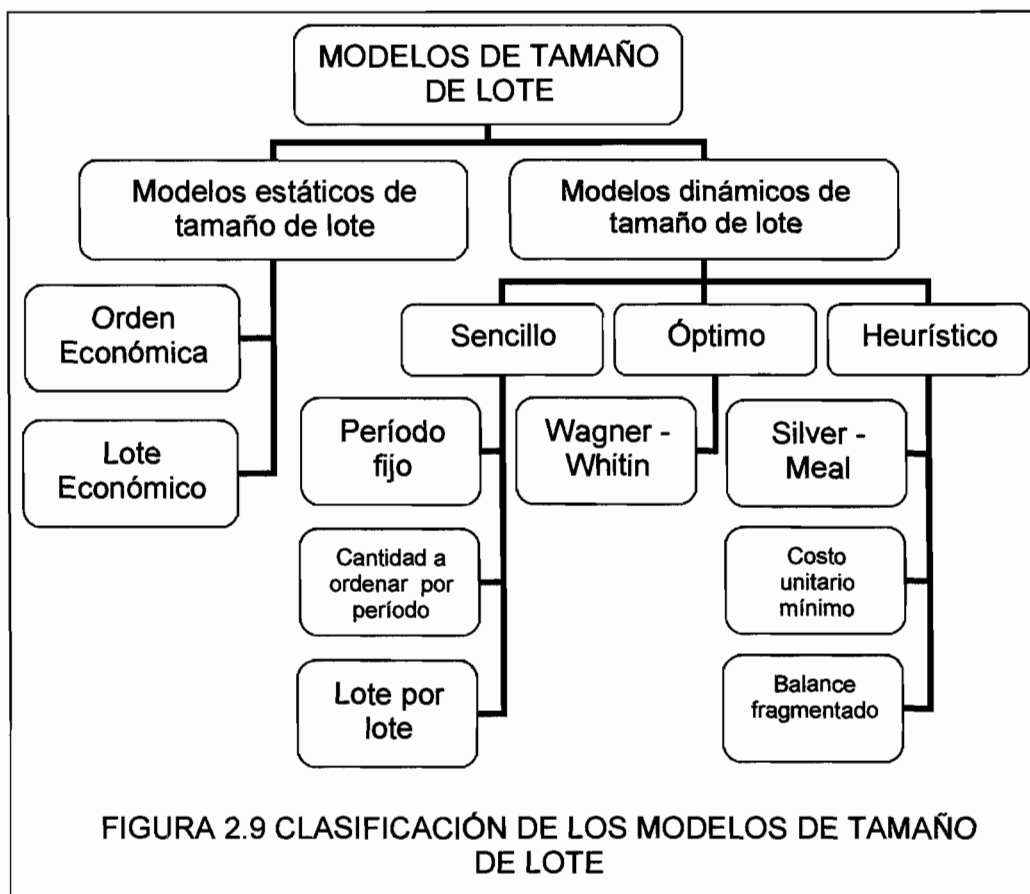 MODELOS DE TAMAÑO
DE LOTE
Modelos estáticos de
tamaño de lote
Modelos dinámicos de
tamaño de lote
Orden
Económica
Lote
Económico
Sencillo
Óptimo
Heurístico
Período
fijo
Cantidad a
ordenar por
período
Lote por
lote
Wagner -
Whitin
Silver -
Meal
Costo
unitario
mínimo
Balance
fragmentado
FIGURA 2.9 CLASIFICACIÓN DE LOS MODELOS DE TAMAÑO
DE LOTE